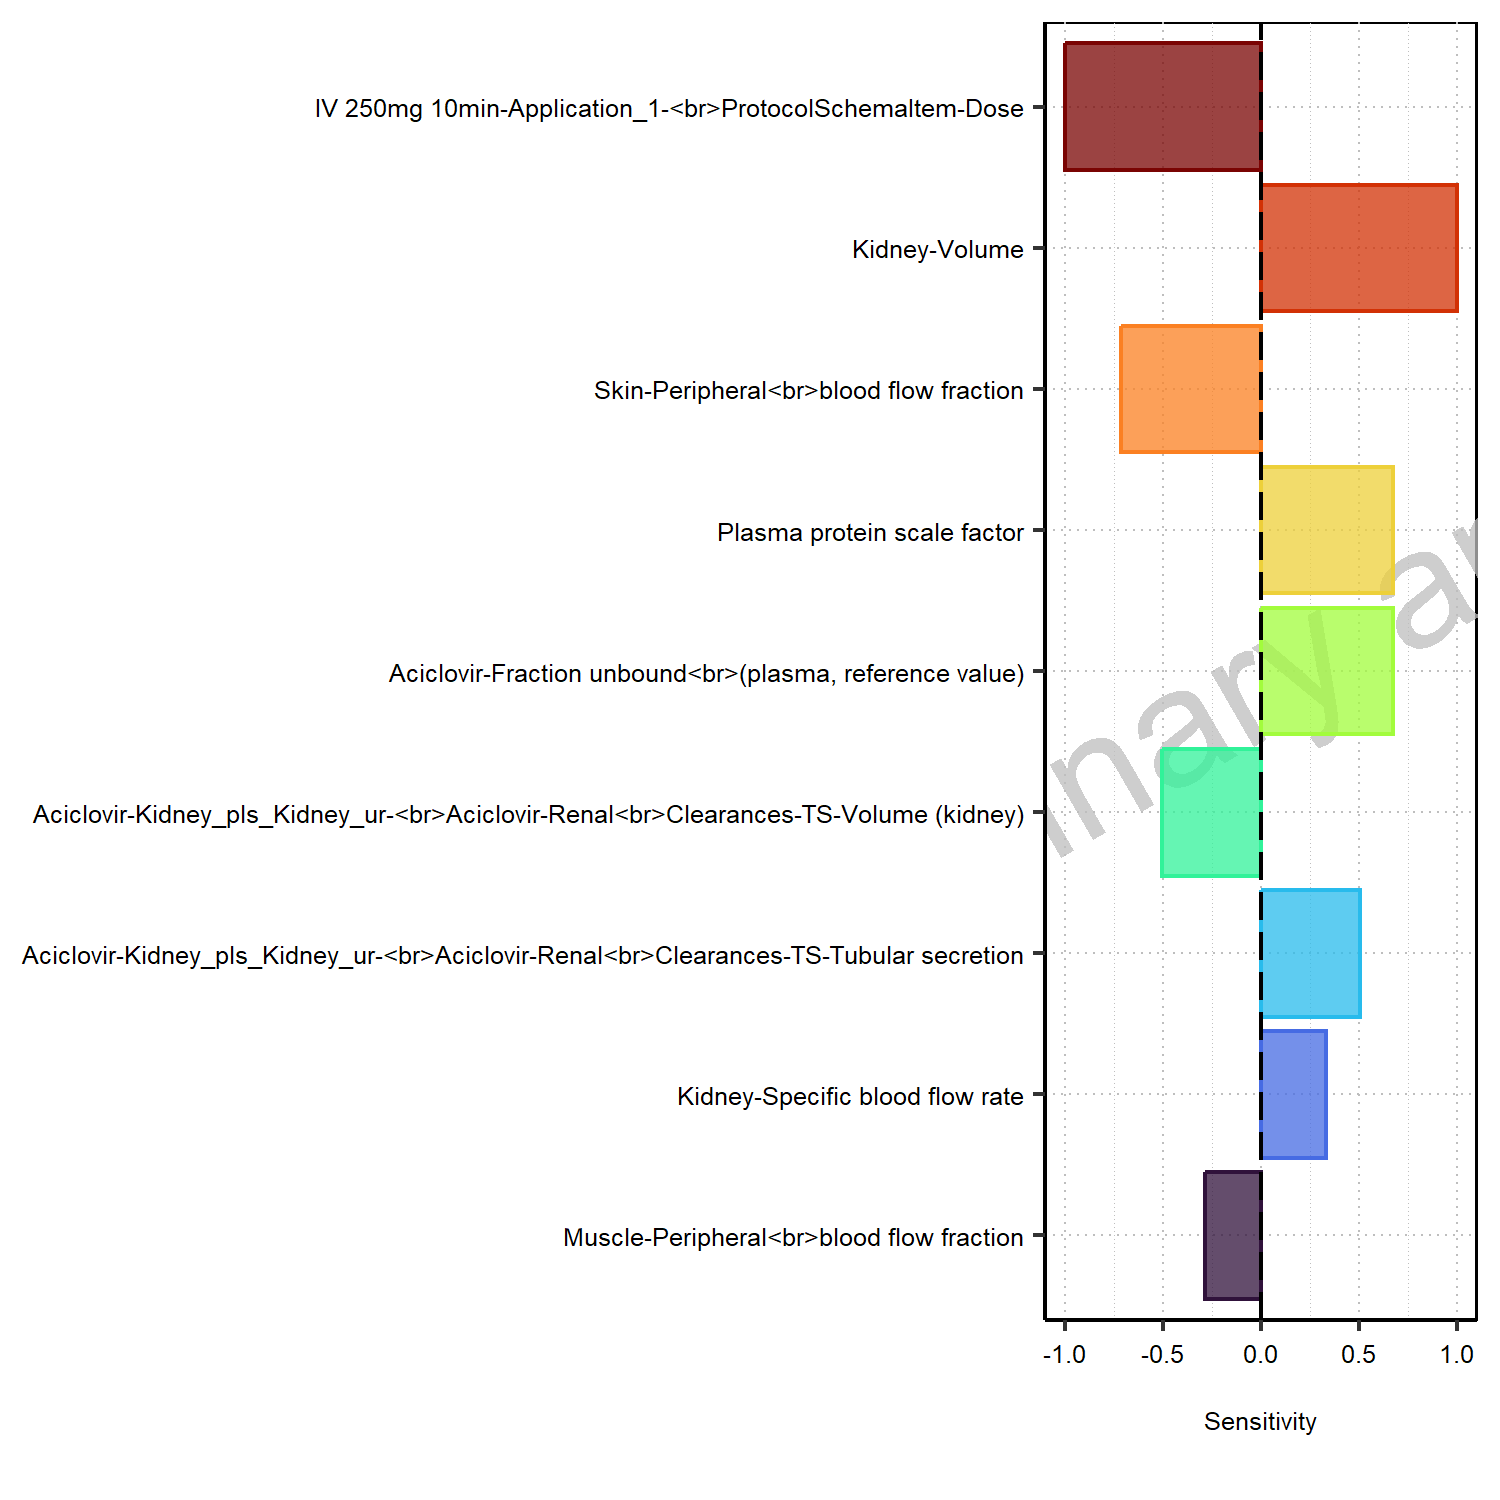 IV 250mg 10min-Application_1-<br>ProtocolSchemaItem-Dose
Kidney-Volume
Skin-Peripheral<br>blood flow fraction
Plasma protein scale factor
Aciclovir-Fraction unbound<br>(plasma, reference value)
Aciclovir-Kidney_pls_Kidney_ur-<br>Aciclovir-Renal<br>Clearances-TS-Volume (kidney)
Aciclovir-Kidney_pls_Kidney_ur-<br>Aciclovir-Renal<br>Clearances-TS-Tubular secretion
Kidney-Specific blood flow rate
Muscle-Peripheral<br>blood flow fraction
-1.0 -0.5 0.0 0.5 1.0
Sensitivity